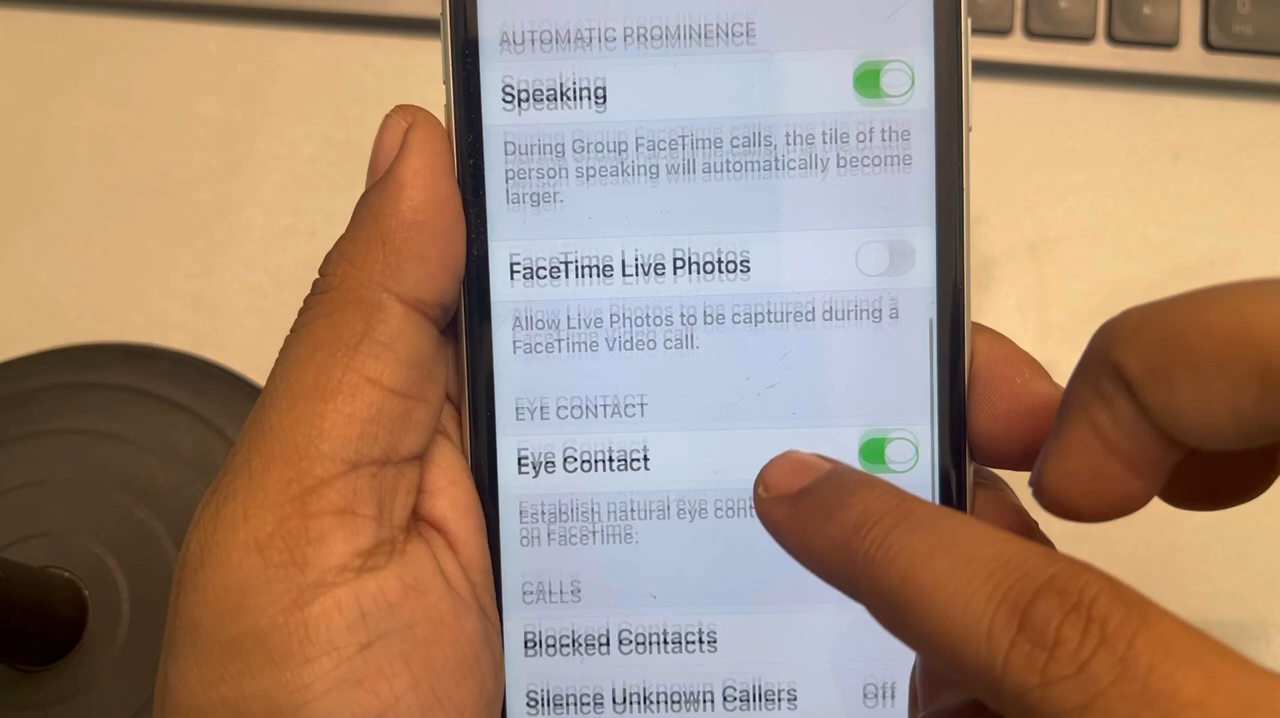 AUTOMATIC PROMINENCE
Speaking
During Group FaceTime calls, the tile of the
person speaking will automatically become
larger.
FaceTime Live Photos
Allow Live Photos to be captured during a
FaceTime Video call.
EYE CONTACT
Eye Contact
Establish natural eye cont
on FaceTime.
CALLS
Blocked Contacts
Silence Unknown Callers Off